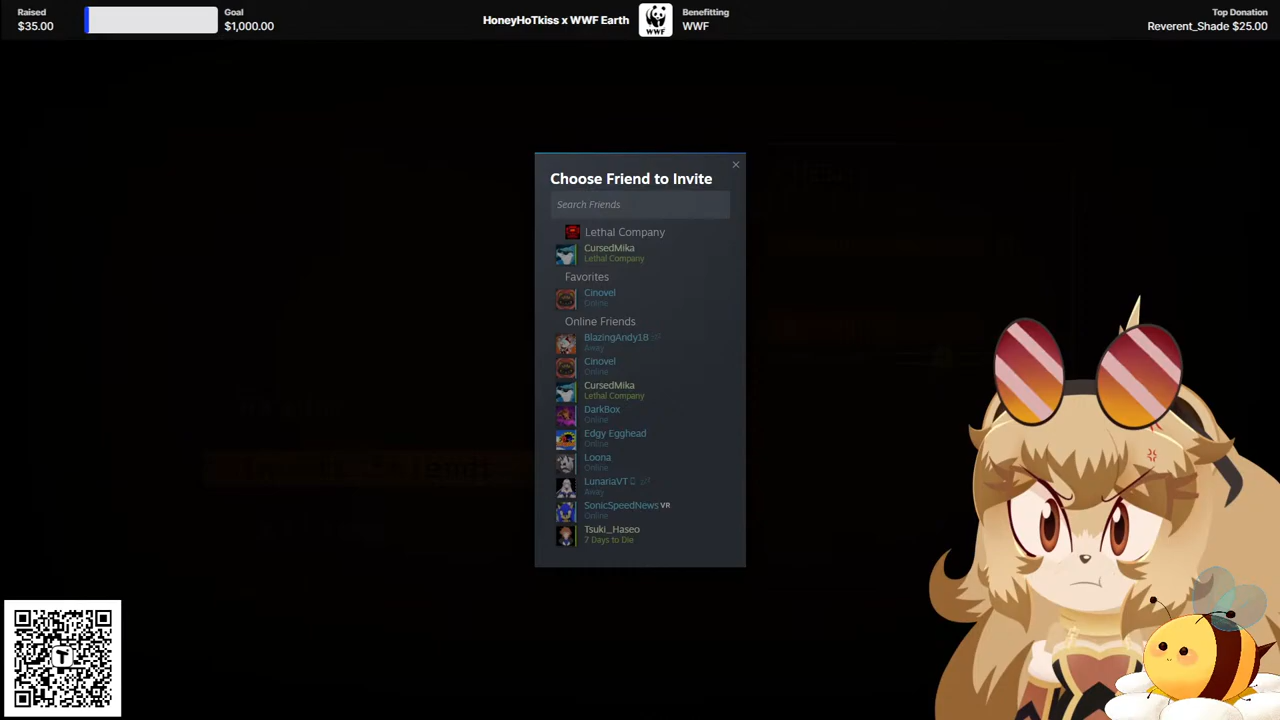 Raised
$35.00
Goal
$1,000.00
HoneyHoTkiss x WWF Earth
WWF
Benefitting
WWF
Top Donation
Reverent_Shade $25.00
Choose Friend to Invite
Search Friends
Lethal Company
CursedMika
Lethal Company
Favorites
Cinovel
Online
Online Friends
BlazingAndy18
Away
Cinovel
Online
CursedMika
Lethal Company
DarkBox
Online
Edgy Egghead
Online
Loona
Online
LunariaVT
Away
SonicSpeedNews VR
Online
Tsuki_Haseo
7 Days to Die